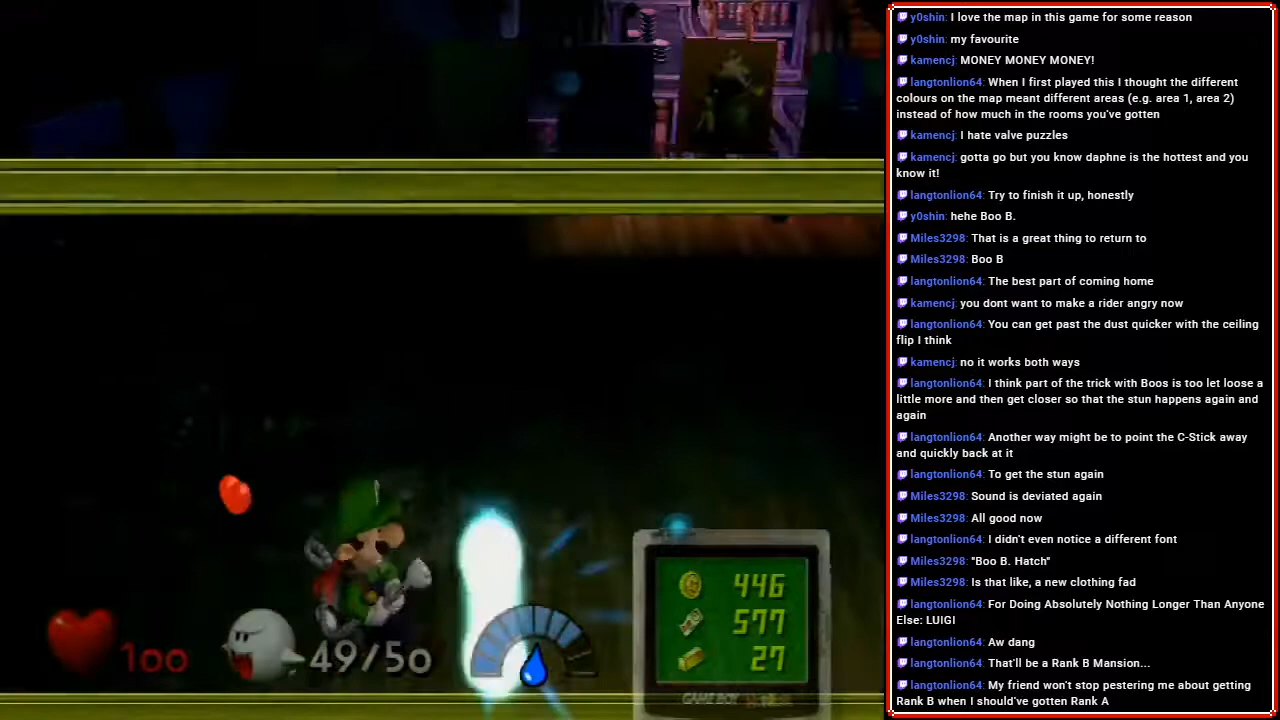 y0shin: I love the map in this game for some reason
y0shin: my favourite
kamencj: MONEY MONEY MONEY!
langtonlion64: When I first played this I thought the different
colours on the map meant different areas (e.g. area 1, area 2)
instead of how much in the rooms you've gotten
kamencj: I hate valve puzzles
kamencj: gotta go but you know daphne is the hottest and you
know it!
langtonlion64: Try to finish it up, honestly
y0shin: hehe Boo B.
Miles3298: That is a great thing to return to
Miles3298: Boo B
langtonlion64: The best part of coming home
kamencj: you dont want to make a rider angry now
langtonlion64: You can get past the dust quicker with the ceiling
flip I think
kamencj: no it works both ways
langtonlion64: I think part of the trick with Boos is too let loose a
little more and then get closer so that the stun happens again and
again
langtonlion64: Another way might be to point the C-Stick away
and quickly back at it
langtonlion64: To get the stun again
Miles3298: Sound is deviated again
Miles3298: All good now
langtonlion64: I didn't even notice a different font
Miles3298: "Boo B. Hatch"
Miles3298: Is that like, a new clothing fad
langtonlion64: For Doing Absolutely Nothing Longer Than Anyone
Else: LUIGI
langtonlion64: Aw dang
langtonlion64: That'll be a Rank B Mansion...
langtonlion64: My friend won't stop pestering me about getting
Rank B when I should've gotten Rank A
100
49/50
446
577
27
GAME BOY